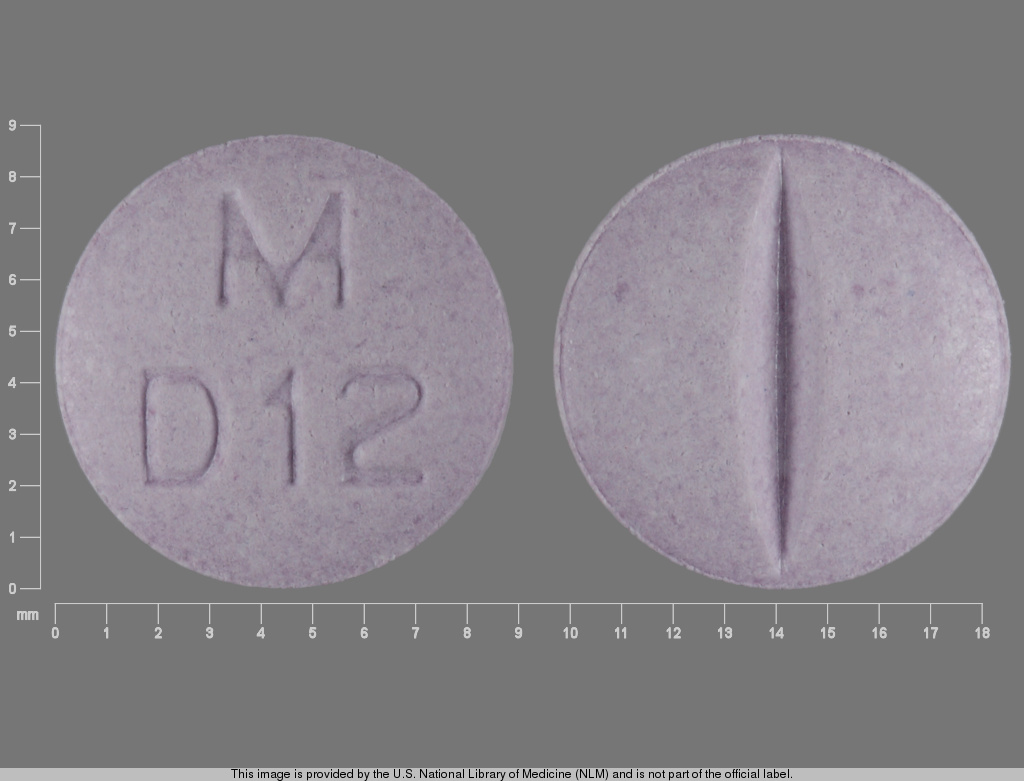 M
D12
9
8
7
6
5
4
3
2
1
0
mm
0 1 2 3 4 5 6 7 8 9 10 11 12 13 14 15 16 17 18
This image is provided by the U.S. National Library of Medicine (NLM) and is not part of the official label.